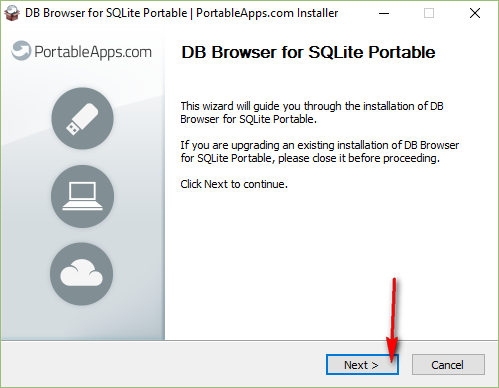 DB Browser for SQLite Portable | PortableApps.com Installer
PortableApps.com
DB Browser for SQLite Portable
This wizard will guide you through the installation of DB
Browser for SQLite Portable.
If you are upgrading an existing installation of DB Browser
for SQLite Portable, please close it before proceeding.
Click Next to continue.
Next >
Cancel